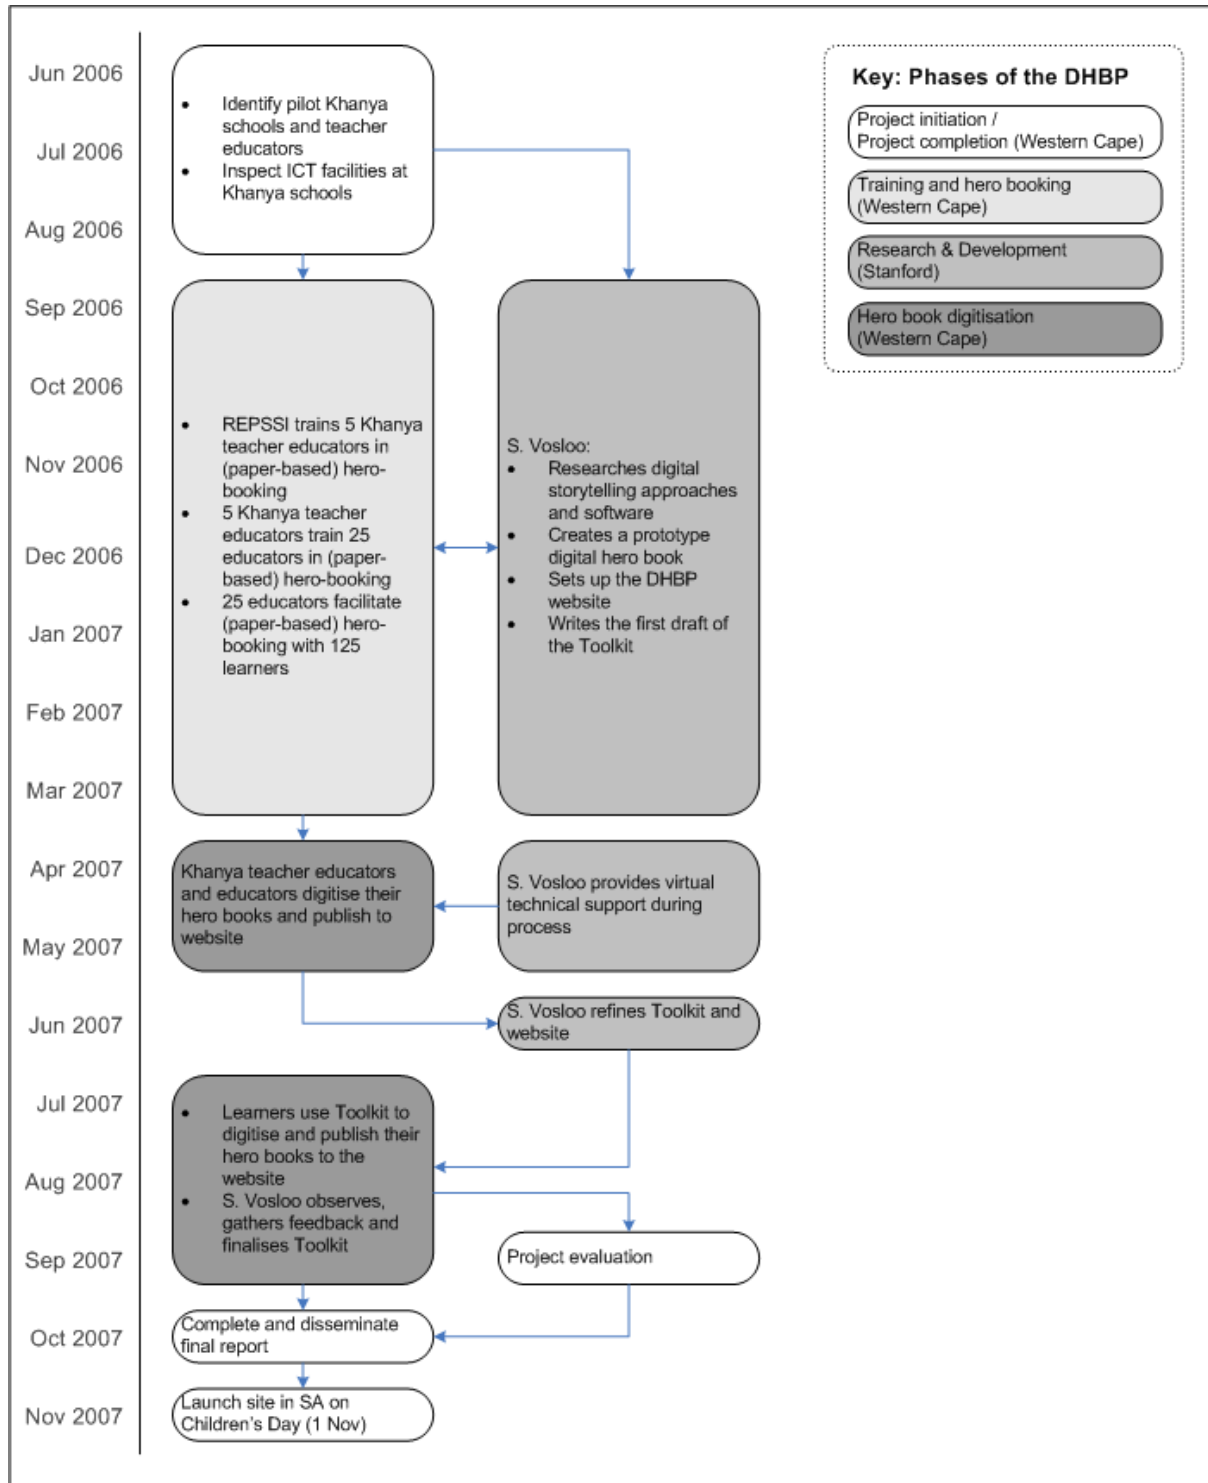 Jun 2006
Jul 2006
Aug 2006
Sep 2006
Oct 2006
Nov 2006
Dec 2006
Jan 2007
Feb 2007
Mar 2007
Apr 2007
May 2007
Jun 2007
Jul 2007
Aug 2007
Sep 2007
Oct 2007
Nov 2007
• Identify pilot Khanya
schools and teacher
educators
• Inspect ICT facilities at
Khanya schools
• REPSSI trains 5 Khanya
teacher educators in
(paper-based) hero-
booking
• 5 Khanya teacher
educators train 25
educators in (paper-
based) hero-booking
• 25 educators facilitate
(paper-based) hero-
booking with 125
learners
S. Vosloo:
• Researches digital
storytelling approaches
and software
• Creates a prototype
digital hero book
• Sets up the DHBP
website
• Writes the first draft of
the Toolkit
Khanya teacher educators
and educators digitise their
hero books and publish to
website
S. Vosloo provides virtual
technical support during
process
S. Vosloo refines Toolkit and
website
• Learners use Toolkit to
digitise and publish their
hero books to the
website
• S. Vosloo observes,
gathers feedback and
finalises Toolkit
Project evaluation
Complete and disseminate
final report
Launch site in SA on
Children's Day (1 Nov)
Key: Phases of the DHBP
Project initiation /
Project completion (Western Cape)
Training and hero booking
(Western Cape)
Research & Development
(Stanford)
Hero book digitisation
(Western Cape)